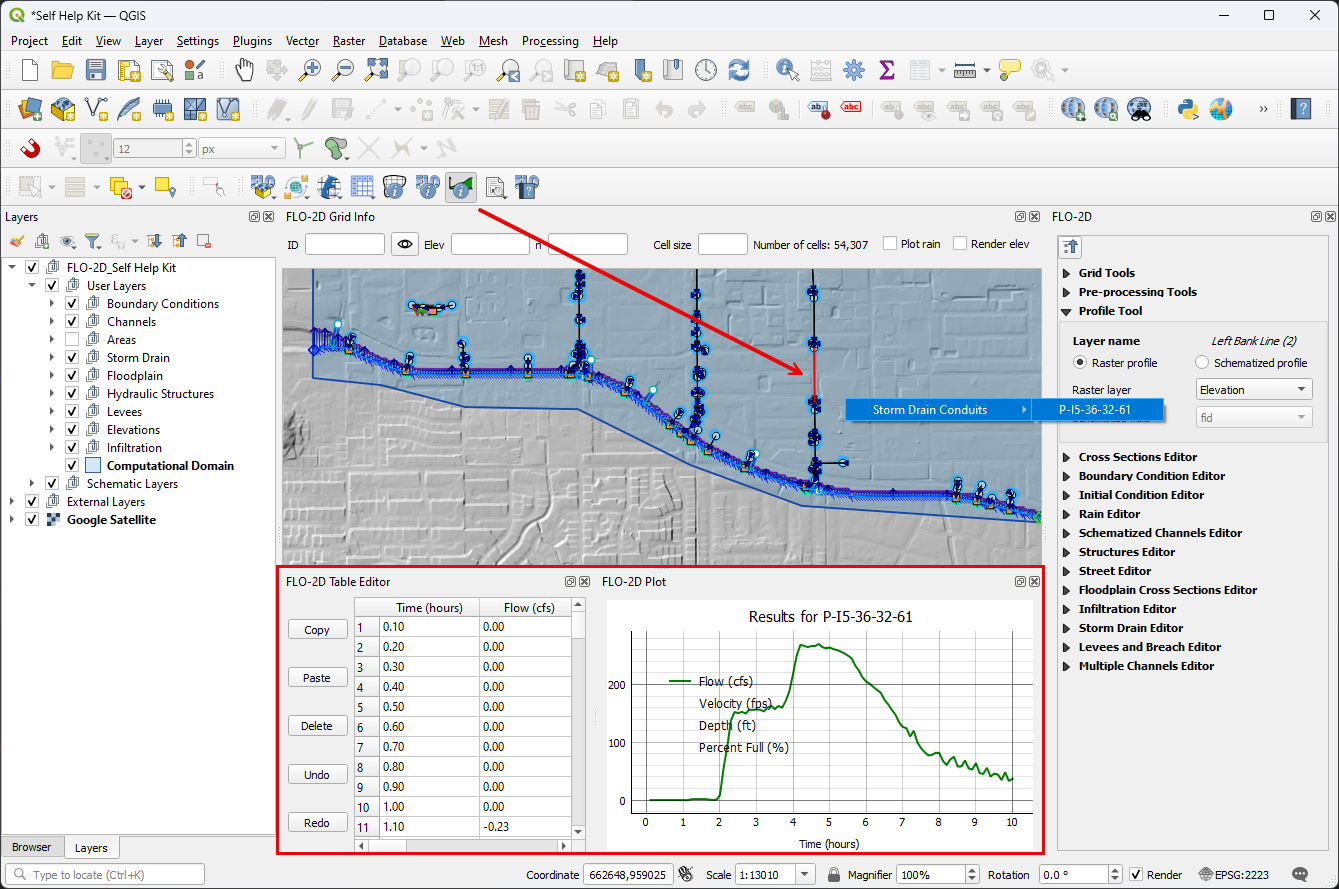 *Self Help Kit — QGIS
Project Edit View Layer Settings Plugins Vector Raster Database Web Mesh Processing Help
12 px
Layers
FLO-2D_Self Help Kit
User Layers
Boundary Conditions
Channels
Areas
Storm Drain
Floodplain
Hydraulic Structures
Levees
Elevations
Infiltration
Computational Domain
Schematic Layers
External Layers
Google Satellite
Browser Layers
FLO-2D Grid Info
ID Elev n Cell size Number of cells: 54,307 Plot rain Render elev
Storm Drain Conduits P-I5-36-32-61
FLO-2D Table Editor
Copy
Paste
Delete
Undo
Redo
Time (hours) Flow (cfs)
1 0.10 0.00
2 0.20 0.00
3 0.30 0.00
4 0.40 0.00
5 0.50 0.00
6 0.60 0.00
7 0.70 0.00
8 0.80 0.00
9 0.90 0.00
10 1.00 0.00
11 1.10 -0.23
FLO-2D Plot
Results for P-I5-36-32-61
Flow (cfs)
Velocity (fps)
Depth (ft)
Percent Full (%)
200
100
0
0 1 2 3 4 5 6 7 8 9 10
Time (hours)
FLO-2D
Grid Tools
Pre-processing Tools
Profile Tool
Layer name Left Bank Line (2)
Raster profile Schematized profile
Raster layer Elevation
fid
Cross Sections Editor
Boundary Condition Editor
Initial Condition Editor
Rain Editor
Schematized Channels Editor
Structures Editor
Street Editor
Floodplain Cross Sections Editor
Infiltration Editor
Storm Drain Editor
Levees and Breach Editor
Multiple Channels Editor
Type to locate (Ctrl+K) Coordinate 662648,959025 Scale 1:13010 Magnifier 100% Rotation 0.0 ° Render EPSG:2223